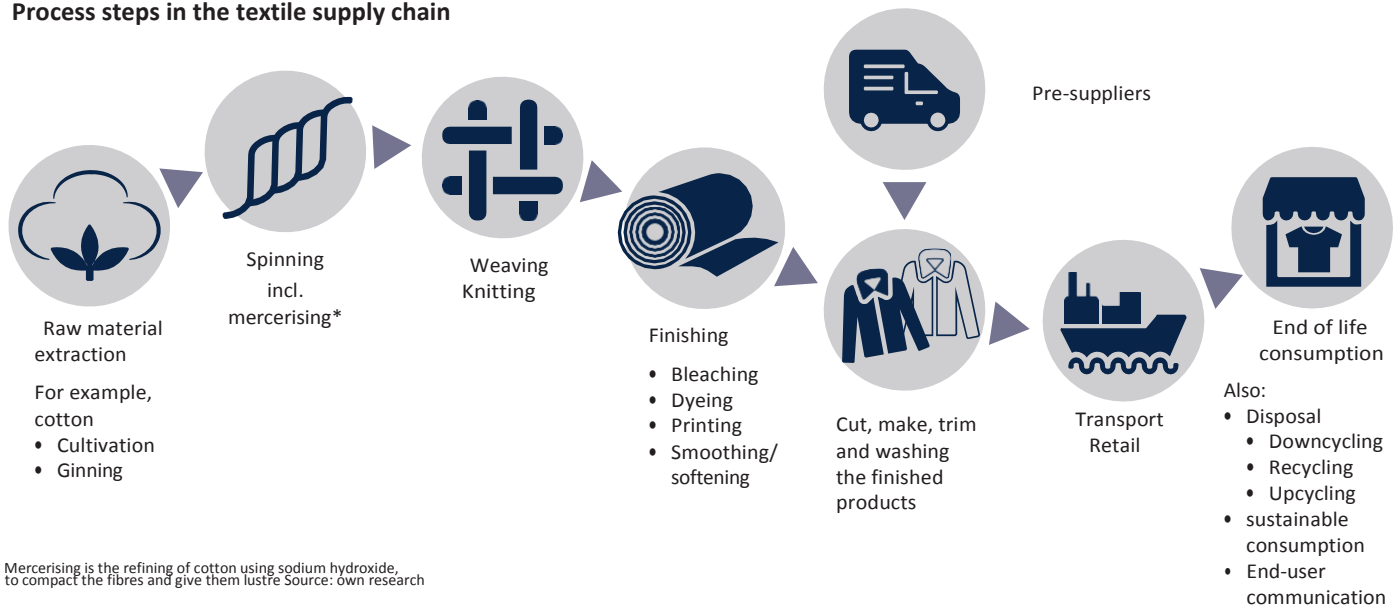 Process steps in the textile supply chain
Raw material
extraction
For example,
cotton
• Cultivation
• Ginning
Spinning
incl.
mercerising*
Weaving
Knitting
Finishing
• Bleaching
• Dyeing
• Printing
• Smoothing/
softening
Pre-suppliers
Cut, make, trim
and washing
the finished
products
Transport
Retail
End of life
consumption
Also:
• Disposal
• Downcycling
• Recycling
• Upcycling
• sustainable
consumption
• End-user
communication
Mercerising is the refining of cotton using sodium hydroxide,
to compact the fibres and give them lustre Source: own research